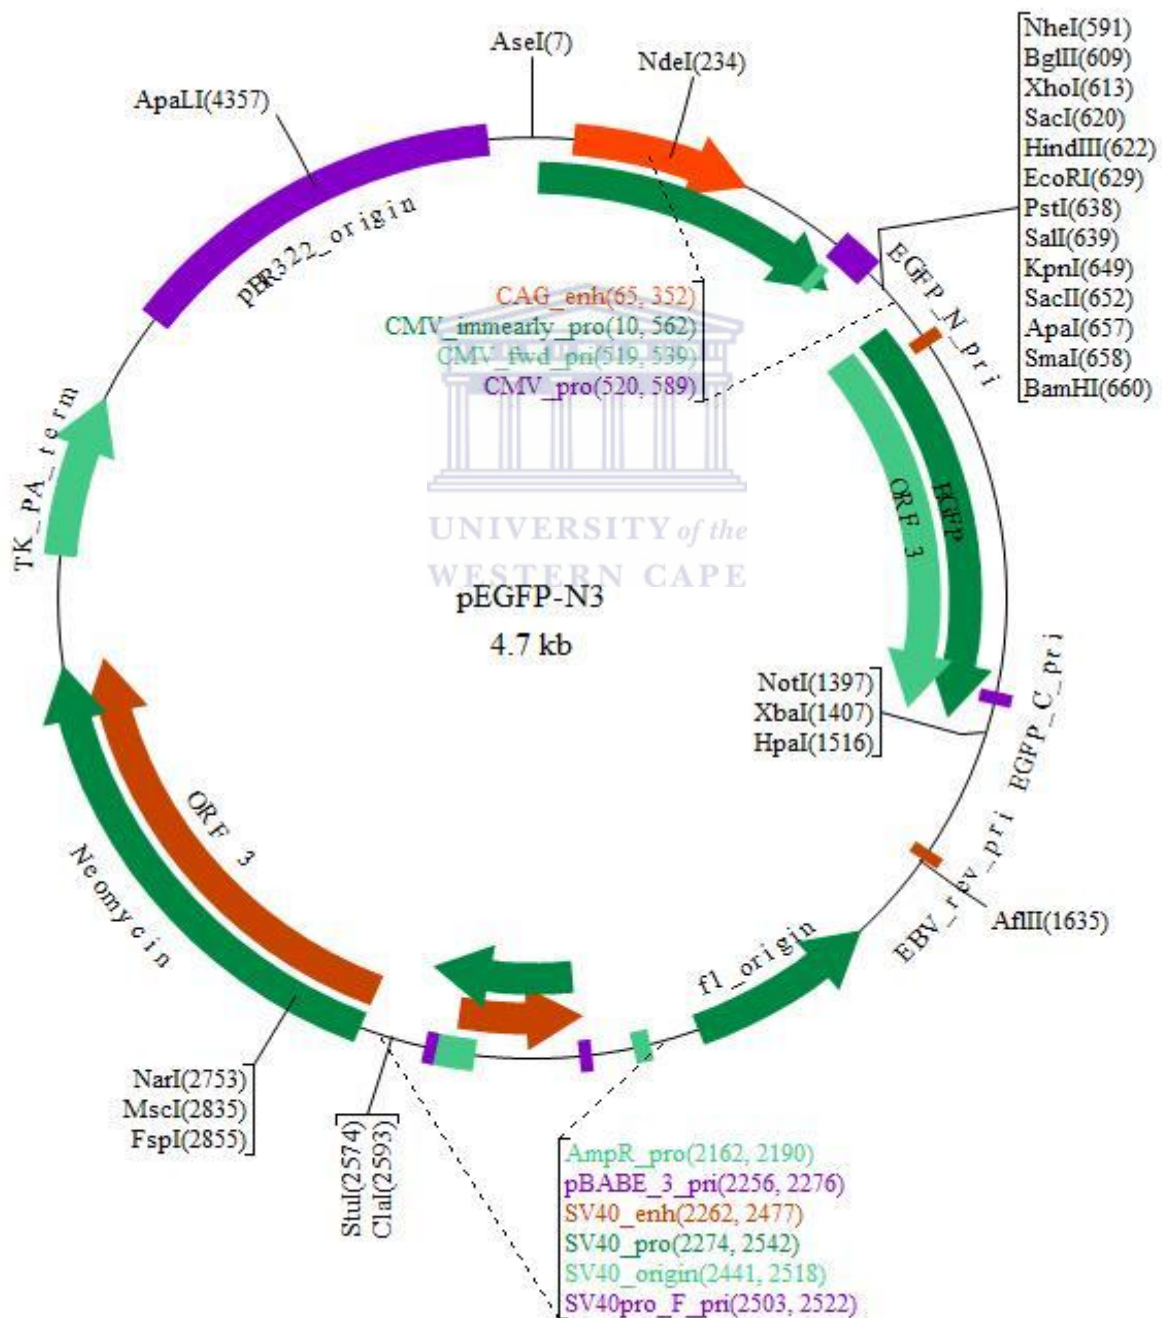 AseI(7)
NdeI(234)
ApaLI(4357)
NheI(591)
BglII(609)
XhoI(613)
SacI(620)
HindIII(622)
EcoRI(629)
PstI(638)
SalI(639)
KpnI(649)
SacII(652)
ApaI(657)
SmaI(658)
BamHI(660)
pBR322_origin
EGFP_N_pri
CAG_enh(65, 352)
CMV_immearly_pro(10, 562)
CMV_fwd_pri(519, 539)
CMV_pro(520, 589)
TK_PA_term
ORF 3
EGFP
UNIVERSITY of the
WESTERN CAPE
pEGFP-N3
4.7 kb
NotI(1397)
XbaI(1407)
HpaI(1516)
EGFP_C_pri
EBV_rev_pri
AflII(1635)
f1_origin
ORF 3
Neomycin
NarI(2753)
MscI(2835)
FspI(2855)
StuI(2574)
ClaI(2593)
AmpR_pro(2162, 2190)
pBABE_3_pri(2256, 2276)
SV40_enh(2262, 2477)
SV40_pro(2274, 2542)
SV40_origin(2441, 2518)
SV40pro_F_pri(2503, 2522)